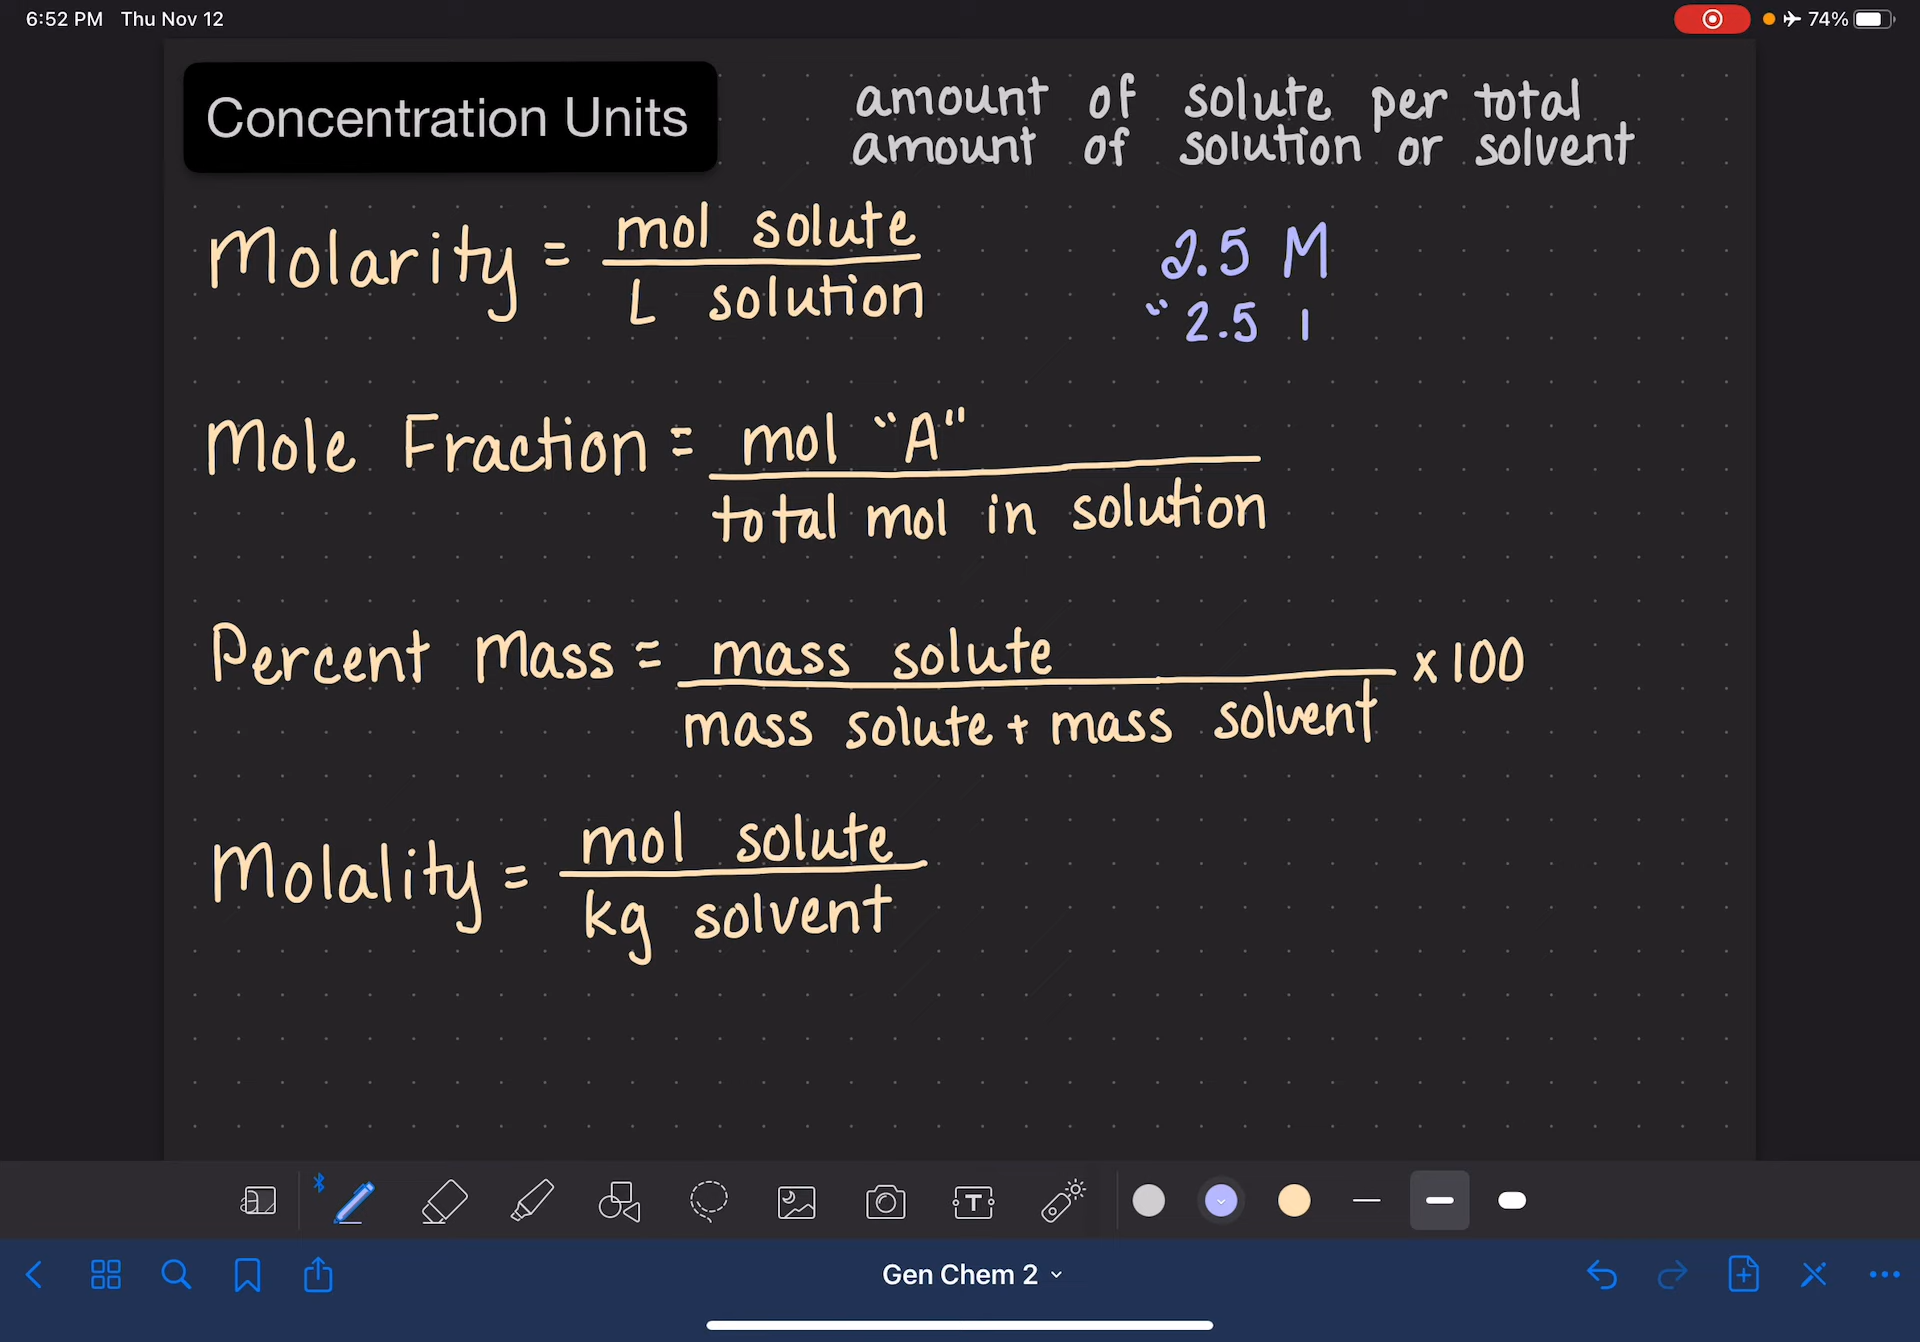 6:52 PM Thu Nov 12
74%
Concentration Units
amount of solute per total
amount of solution or solvent
Molarity = mol solute
L solution
2.5 M
"2.5 I
Mole Fraction = mol "A"
total mol in solution
Percent Mass = mass solute x 100
mass solute + mass solvent
Molality = mol solute
kg solvent
T
Gen Chem 2